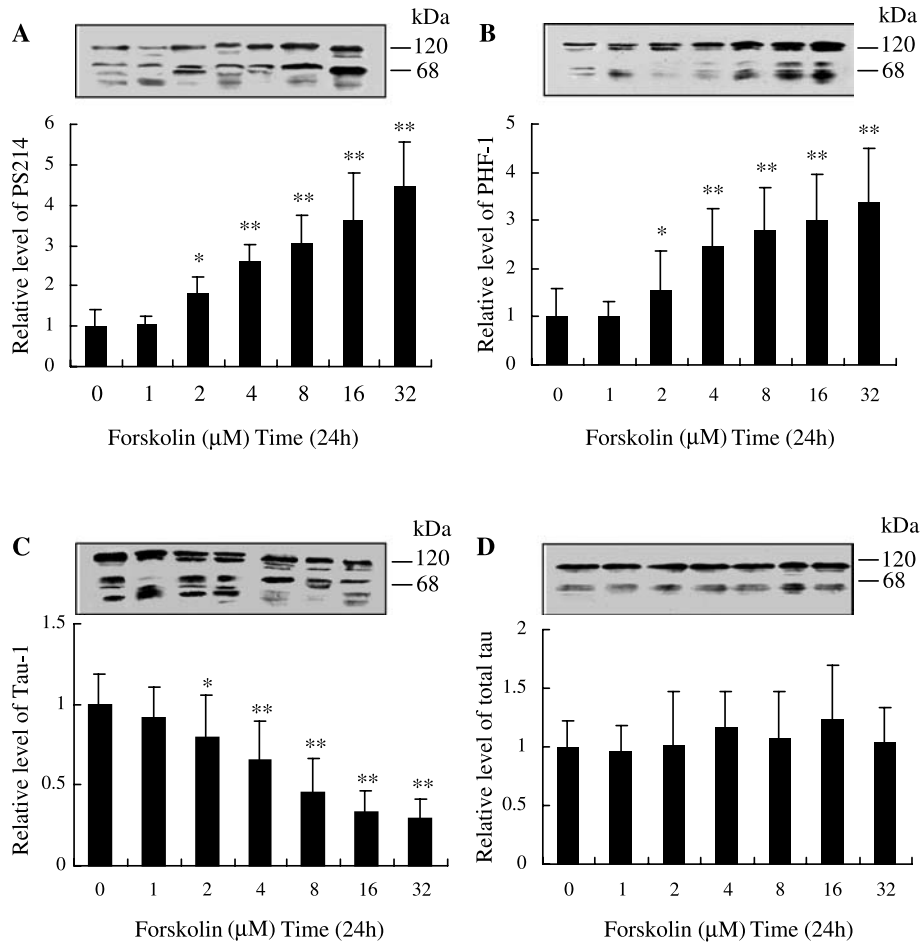 A
kDa
120
68
Relative level of PS214
6
5
4
3
2
1
0
* ** ** ** **
0 1 2 4 8 16 32
Forskolin (μM) Time (24h)
B
kDa
120
68
Relative level of PHF-1
5
4
3
2
1
0
* ** ** ** **
0 1 2 4 8 16 32
Forskolin (μM) Time (24h)
C
kDa
120
68
Relative level of Tau-1
1.5
1
0.5
0
* ** ** ** **
0 1 2 4 8 16 32
Forskolin (μM) Time (24h)
D
kDa
120
68
Relative level of total tau
2
1.5
1
0.5
0
0 1 2 4 8 16 32
Forskolin (μM) Time (24h)